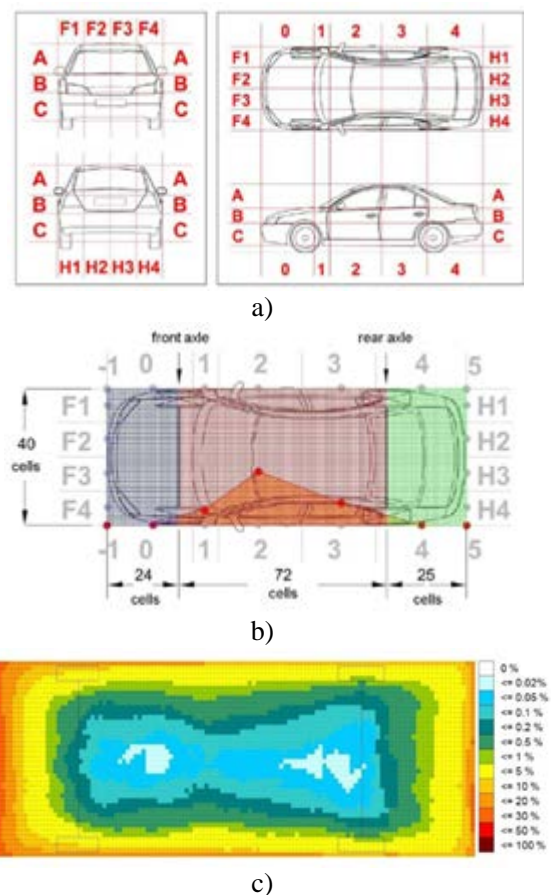 F1 F2 F3 F4
A A
B B
C C
A A
B B
C C
H1 H2 H3 H4
0 1 2 3 4
F1 H1
F2 H2
F3 H3
F4 H4
A A
B B
C C
0 1 2 3 4
a)
front axle rear axle
-1 0 1 2 3 4 5
F1 H1
F2 H2
F3 H3
F4 H4
40
cells
-1 0 1 2 3 4 5
24 72 25
cells cells cells
b)
0 %
<= 0.02%
<= 0.05 %
<= 0.1 %
<= 0.2 %
<= 0.5 %
<= 1 %
<= 5 %
<= 10 %
<= 20 %
<= 30 %
<= 50 %
<= 100 %
c)